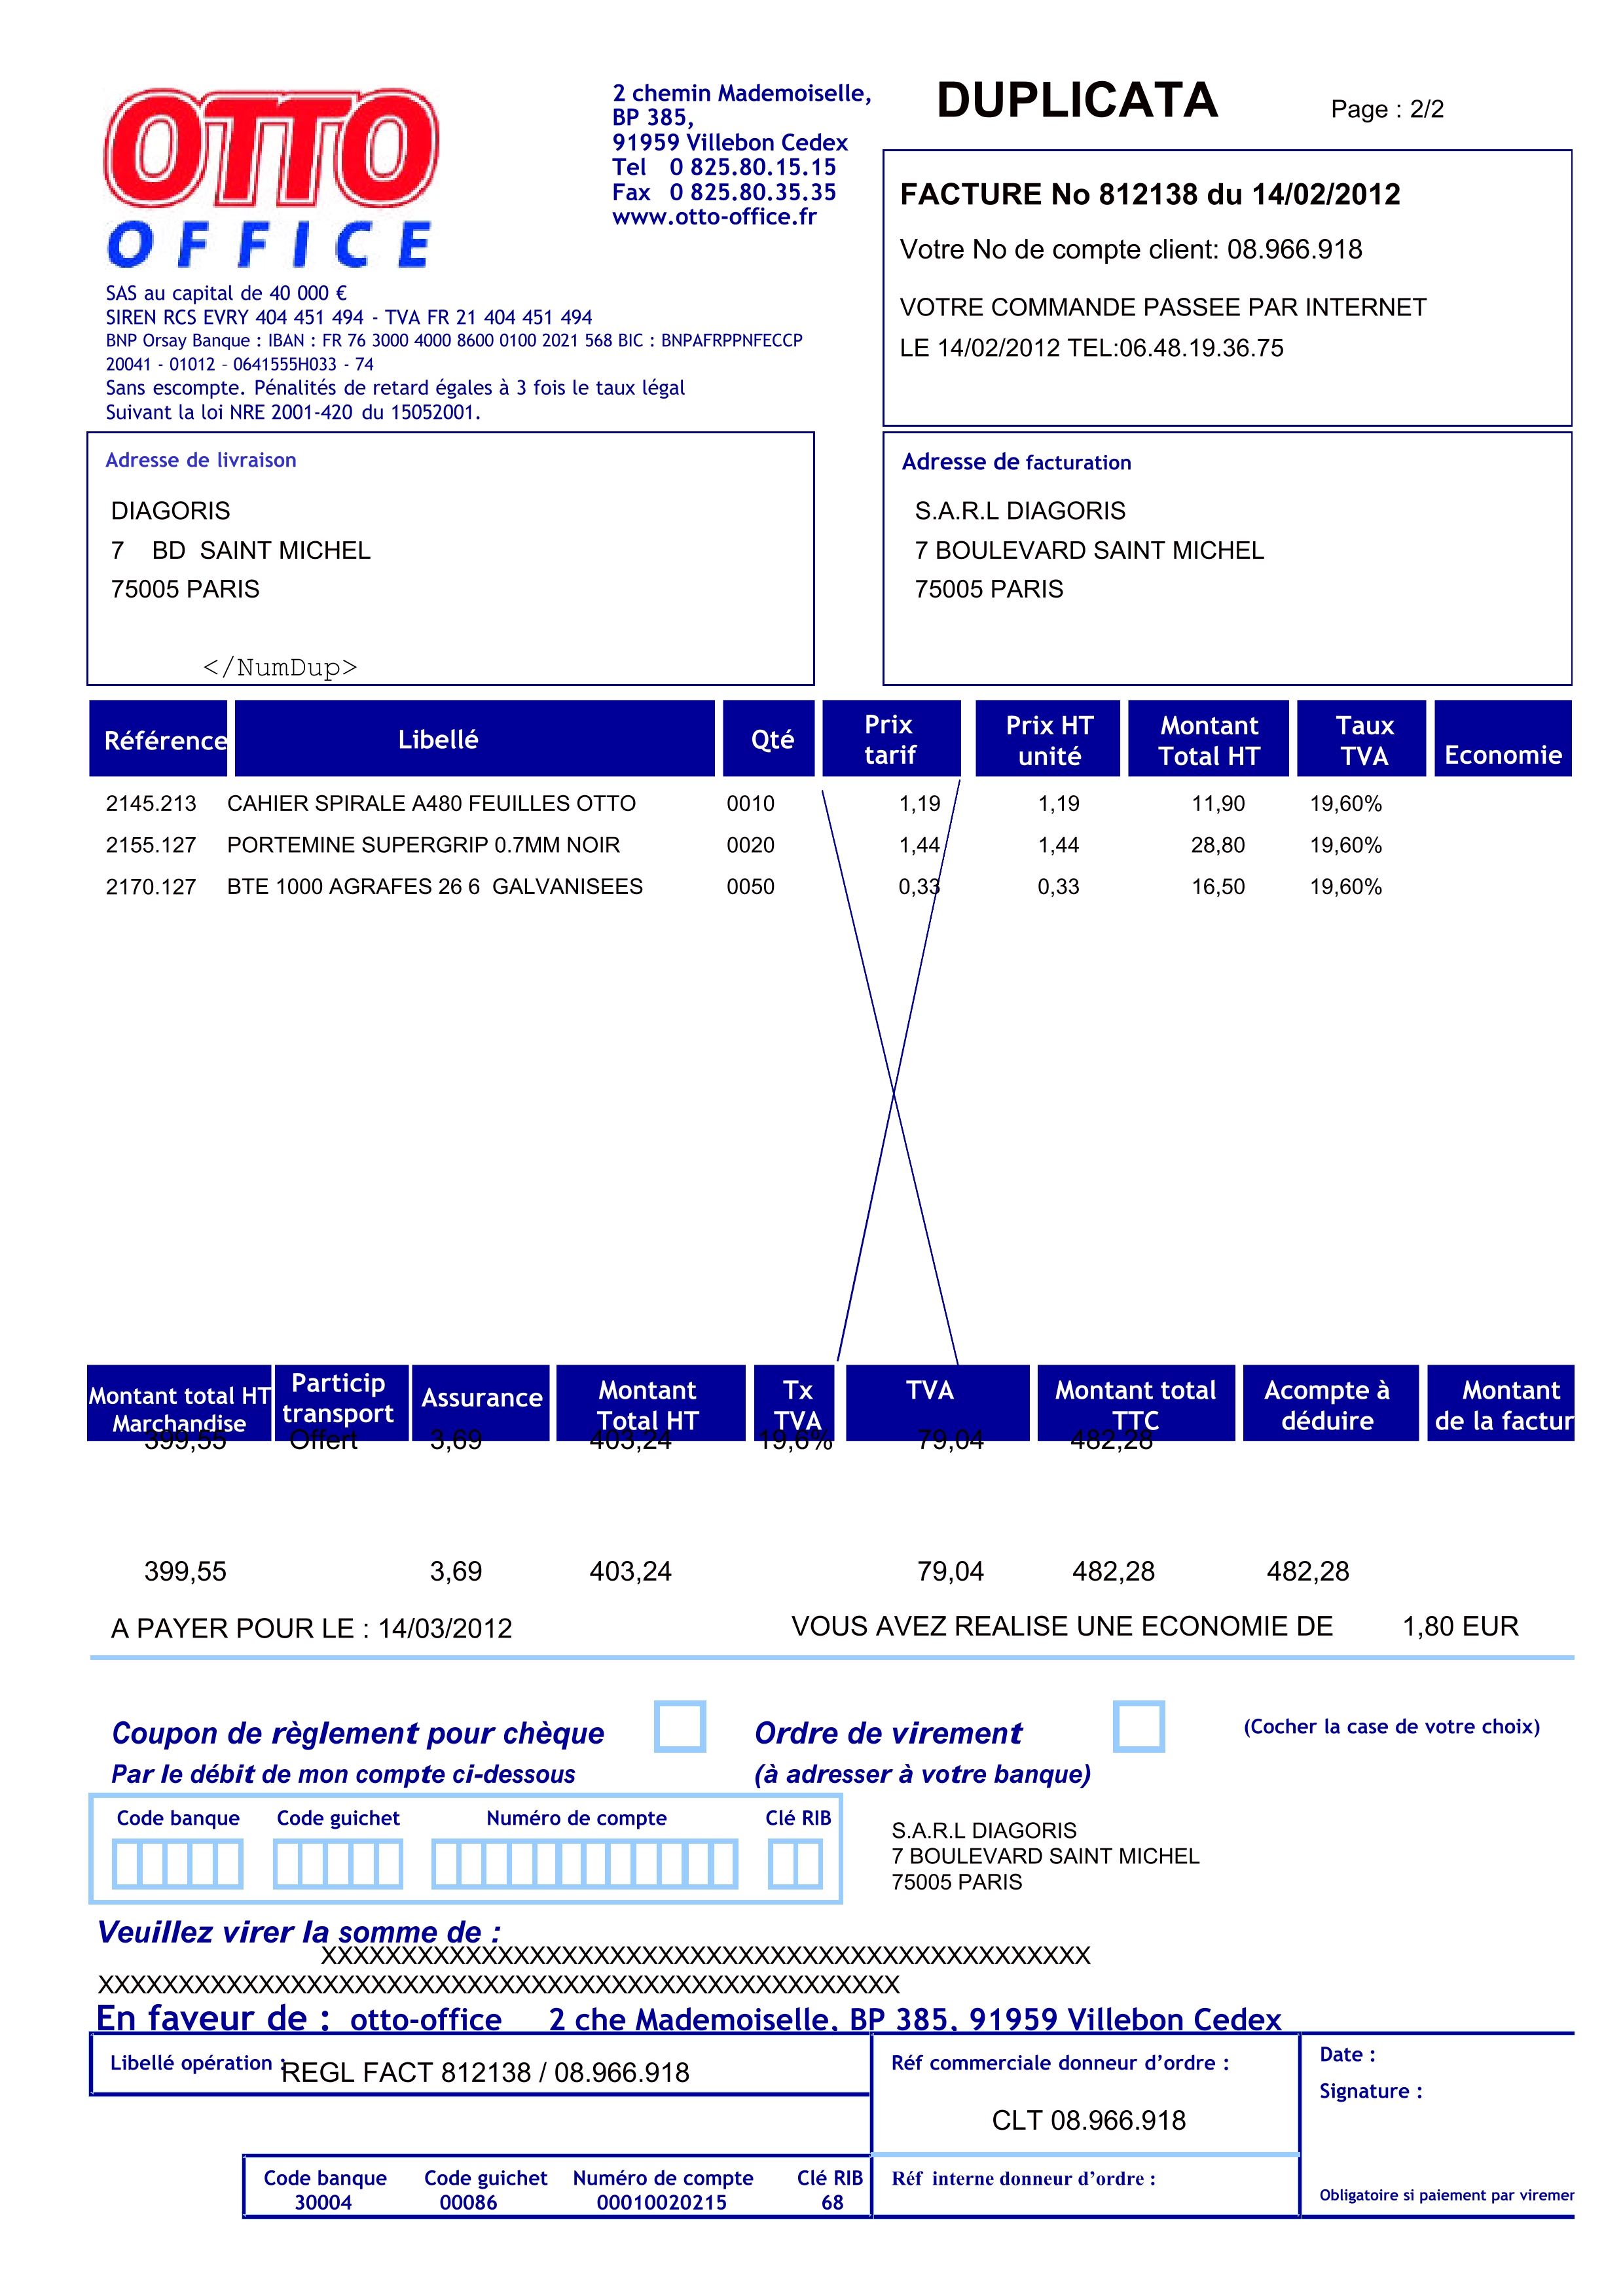 OTTO
OFFICE
2 chemin Mademoiselle,
BP 385,
91959 Villebon Cedex
Tel 0 825.80.15.15
Fax 0 825.80.35.35
www.otto-office.fr
DUPLICATA
Page : 2/2
FACTURE No 812138 du 14/02/2012
Votre No de compte client: 08.966.918
VOTRE COMMANDE PASSEE PAR INTERNET
LE 14/02/2012 TEL:06.48.19.36.75
SAS au capital de 40 000 €
SIREN RCS EVRY 404 451 494 - TVA FR 21 404 451 494
BNP Orsay Banque : IBAN : FR 76 3000 4000 8600 0100 2021 568 BIC : BNPAFRPPNFECCP
20041 - 01012 - 0641555H033 - 74
Sans escompte. Pénalités de retard égales à 3 fois le taux légal
Suivant la loi NRE 2001-420 du 15052001.
Adresse de livraison
DIAGORIS
7 BD SAINT MICHEL
75005 PARIS
</NumDup>
Adresse de facturation
S.A.R.L DIAGORIS
7 BOULEVARD SAINT MICHEL
75005 PARIS
Référence Libellé Qté Prix tarif Prix HT unité Montant Total HT Taux TVA Economie
2145.213 CAHIER SPIRALE A480 FEUILLES OTTO 0010 1,19 1,19 11,90 19,60%
2155.127 PORTEMINE SUPERGRIP 0.7MM NOIR 0020 1,44 1,44 28,80 19,60%
2170.127 BTE 1000 AGRAFES 26 6 GALVANISEES 0050 0,33 0,33 16,50 19,60%
Montant total HT Marchandise Particip transport Assurance Montant Total HT Tx TVA TVA Montant total TTC Acompte à déduire Montant de la factur
399,55 Offert 3,69 403,24 19,6% 79,04 482,28
399,55 3,69 403,24 79,04 482,28 482,28
A PAYER POUR LE : 14/03/2012 VOUS AVEZ REALISE UNE ECONOMIE DE 1,80 EUR
Coupon de règlement pour chèque Ordre de virement (Cocher la case de votre choix)
Par le débit de mon compte ci-dessous (à adresser à votre banque)
Code banque Code guichet Numéro de compte Clé RIB
S.A.R.L DIAGORIS
7 BOULEVARD SAINT MICHEL
75005 PARIS
Veuillez virer la somme de :
XXXXXXXXXXXXXXXXXXXXXXXXXXXXXXXXXXXXXXXXXXXXXXXX
XXXXXXXXXXXXXXXXXXXXXXXXXXXXXXXXXXXXXXXXXXXXXXXXXX
En faveur de : otto-office 2 che Mademoiselle, BP 385, 91959 Villebon Cedex
Libellé opération : REGL FACT 812138 / 08.966.918
Réf commerciale donneur d’ordre :
CLT 08.966.918
Date :
Signature :
Code banque Code guichet Numéro de compte Clé RIB
30004 00086 00010020215 68
Réf interne donneur d’ordre :
Obligatoire si paiement par viremer